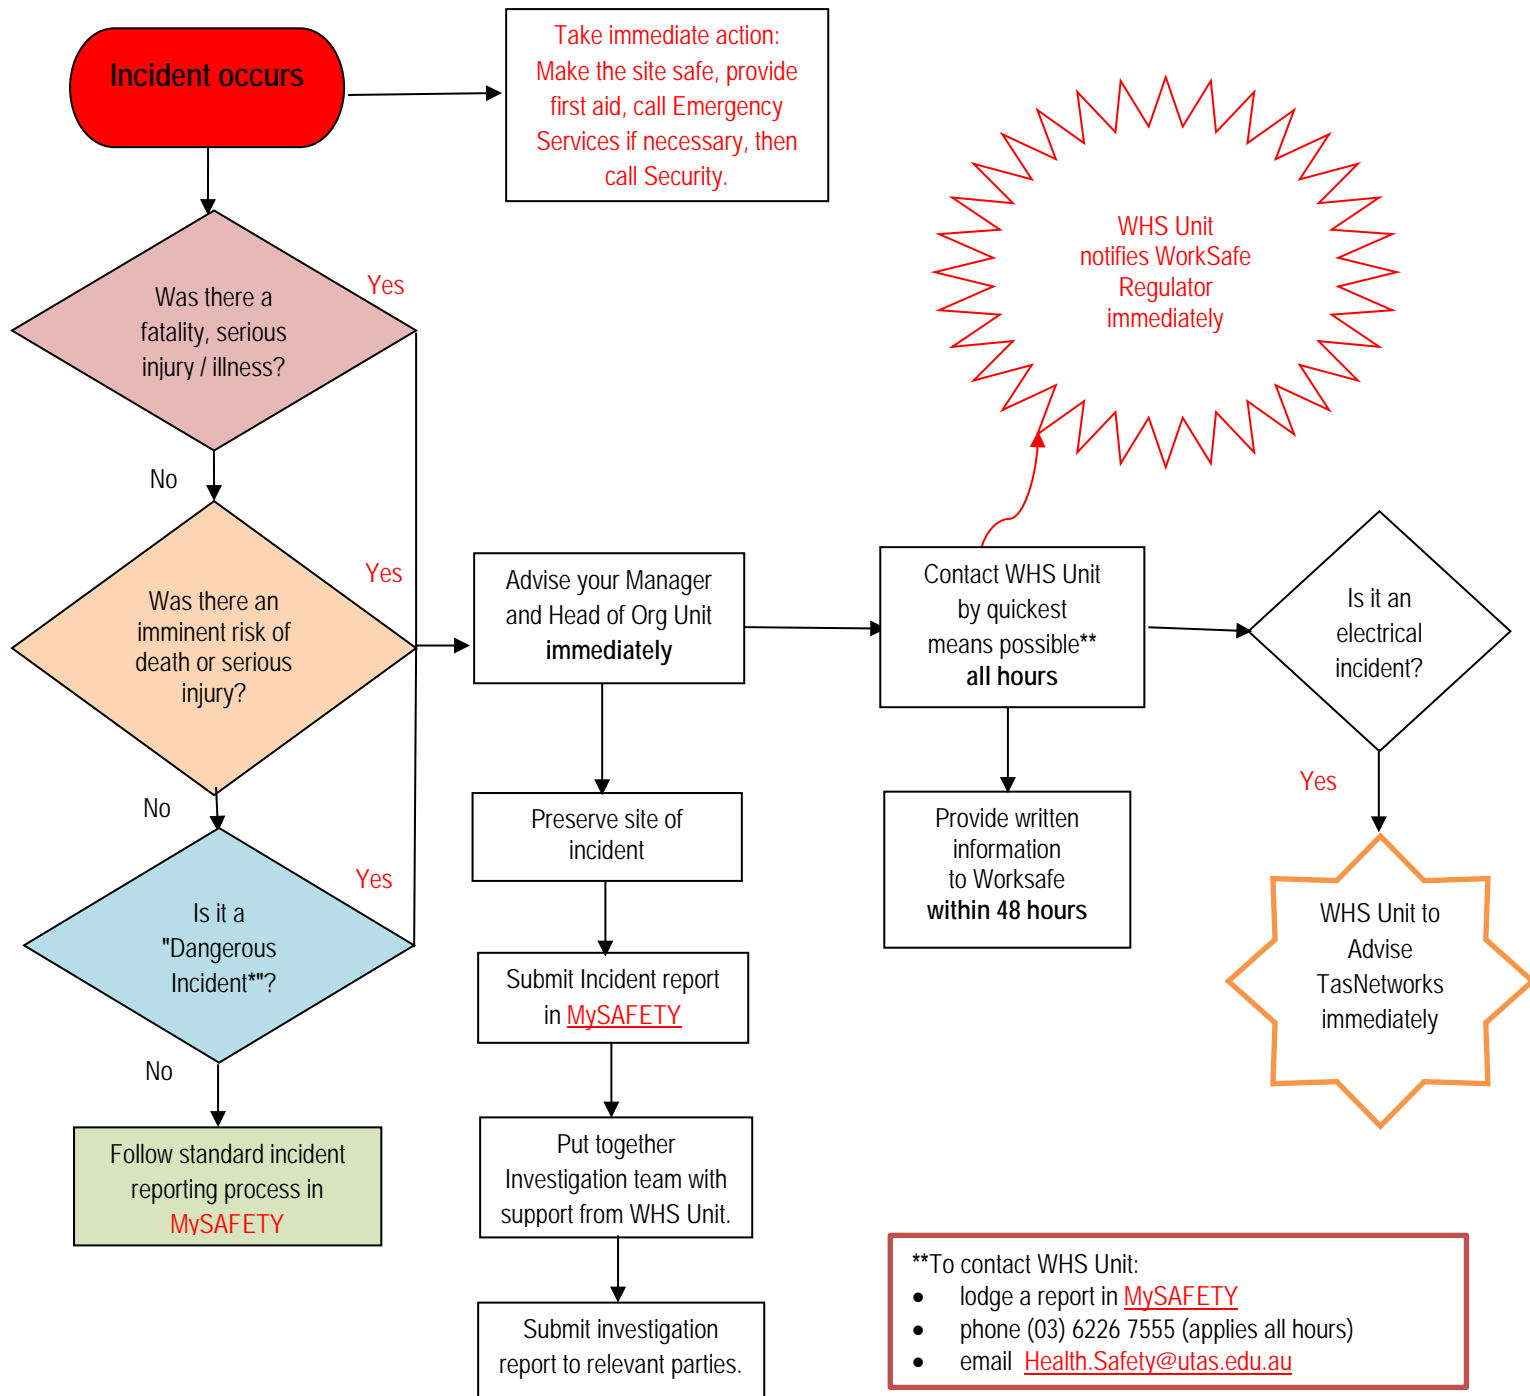 Incident occurs
Take immediate action:
Make the site safe, provide
first aid, call Emergency
Services if necessary, then
call Security.
WHS Unit
notifies WorkSafe
Regulator
immediately
Yes
Was there a
fatality, serious
injury / illness?
No
Yes
Was there an
imminent risk of
death or serious
injury?
Advise your Manager
and Head of Org Unit
immediately
Contact WHS Unit
by quickest
means possible**
all hours
Is it an
electrical
incident?
No
Yes
Preserve site of
incident
Provide written
information
to Worksafe
within 48 hours
Yes
Is it a
"Dangerous
Incident*"?
WHS Unit to
Advise
TasNetworks
immediately
Submit Incident report
in MySAFETY
No
Follow standard incident
reporting process in
MySAFETY
Put together
Investigation team with
support from WHS Unit.
Submit investigation
report to relevant parties.
**To contact WHS Unit:
• lodge a report in MySAFETY
• phone (03) 6226 7555 (applies all hours)
• email Health.Safety@utas.edu.au